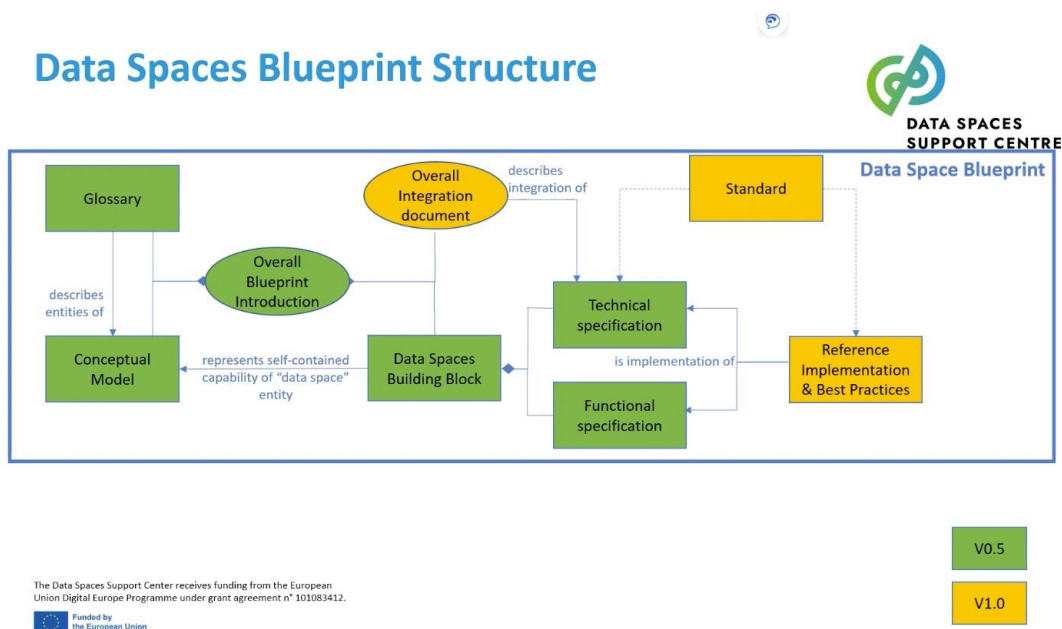 Data Spaces Blueprint Structure
DATA SPACES
SUPPORT CENTRE
Data Space Blueprint
Glossary
Overall
Integration
document
describes
integration of
Standard
Overall
Blueprint
Introduction
describes
entities of
Technical
specification
Conceptual
Model
represents self-contained
capability of “data space”
entity
Data Spaces
Building Block
is implementation of
Reference
Implementation
& Best Practices
Functional
specification
V0.5
V1.0
The Data Spaces Support Center receives funding from the European
Union Digital Europe Programme under grant agreement n° 101083412.
Funded by
the European Union